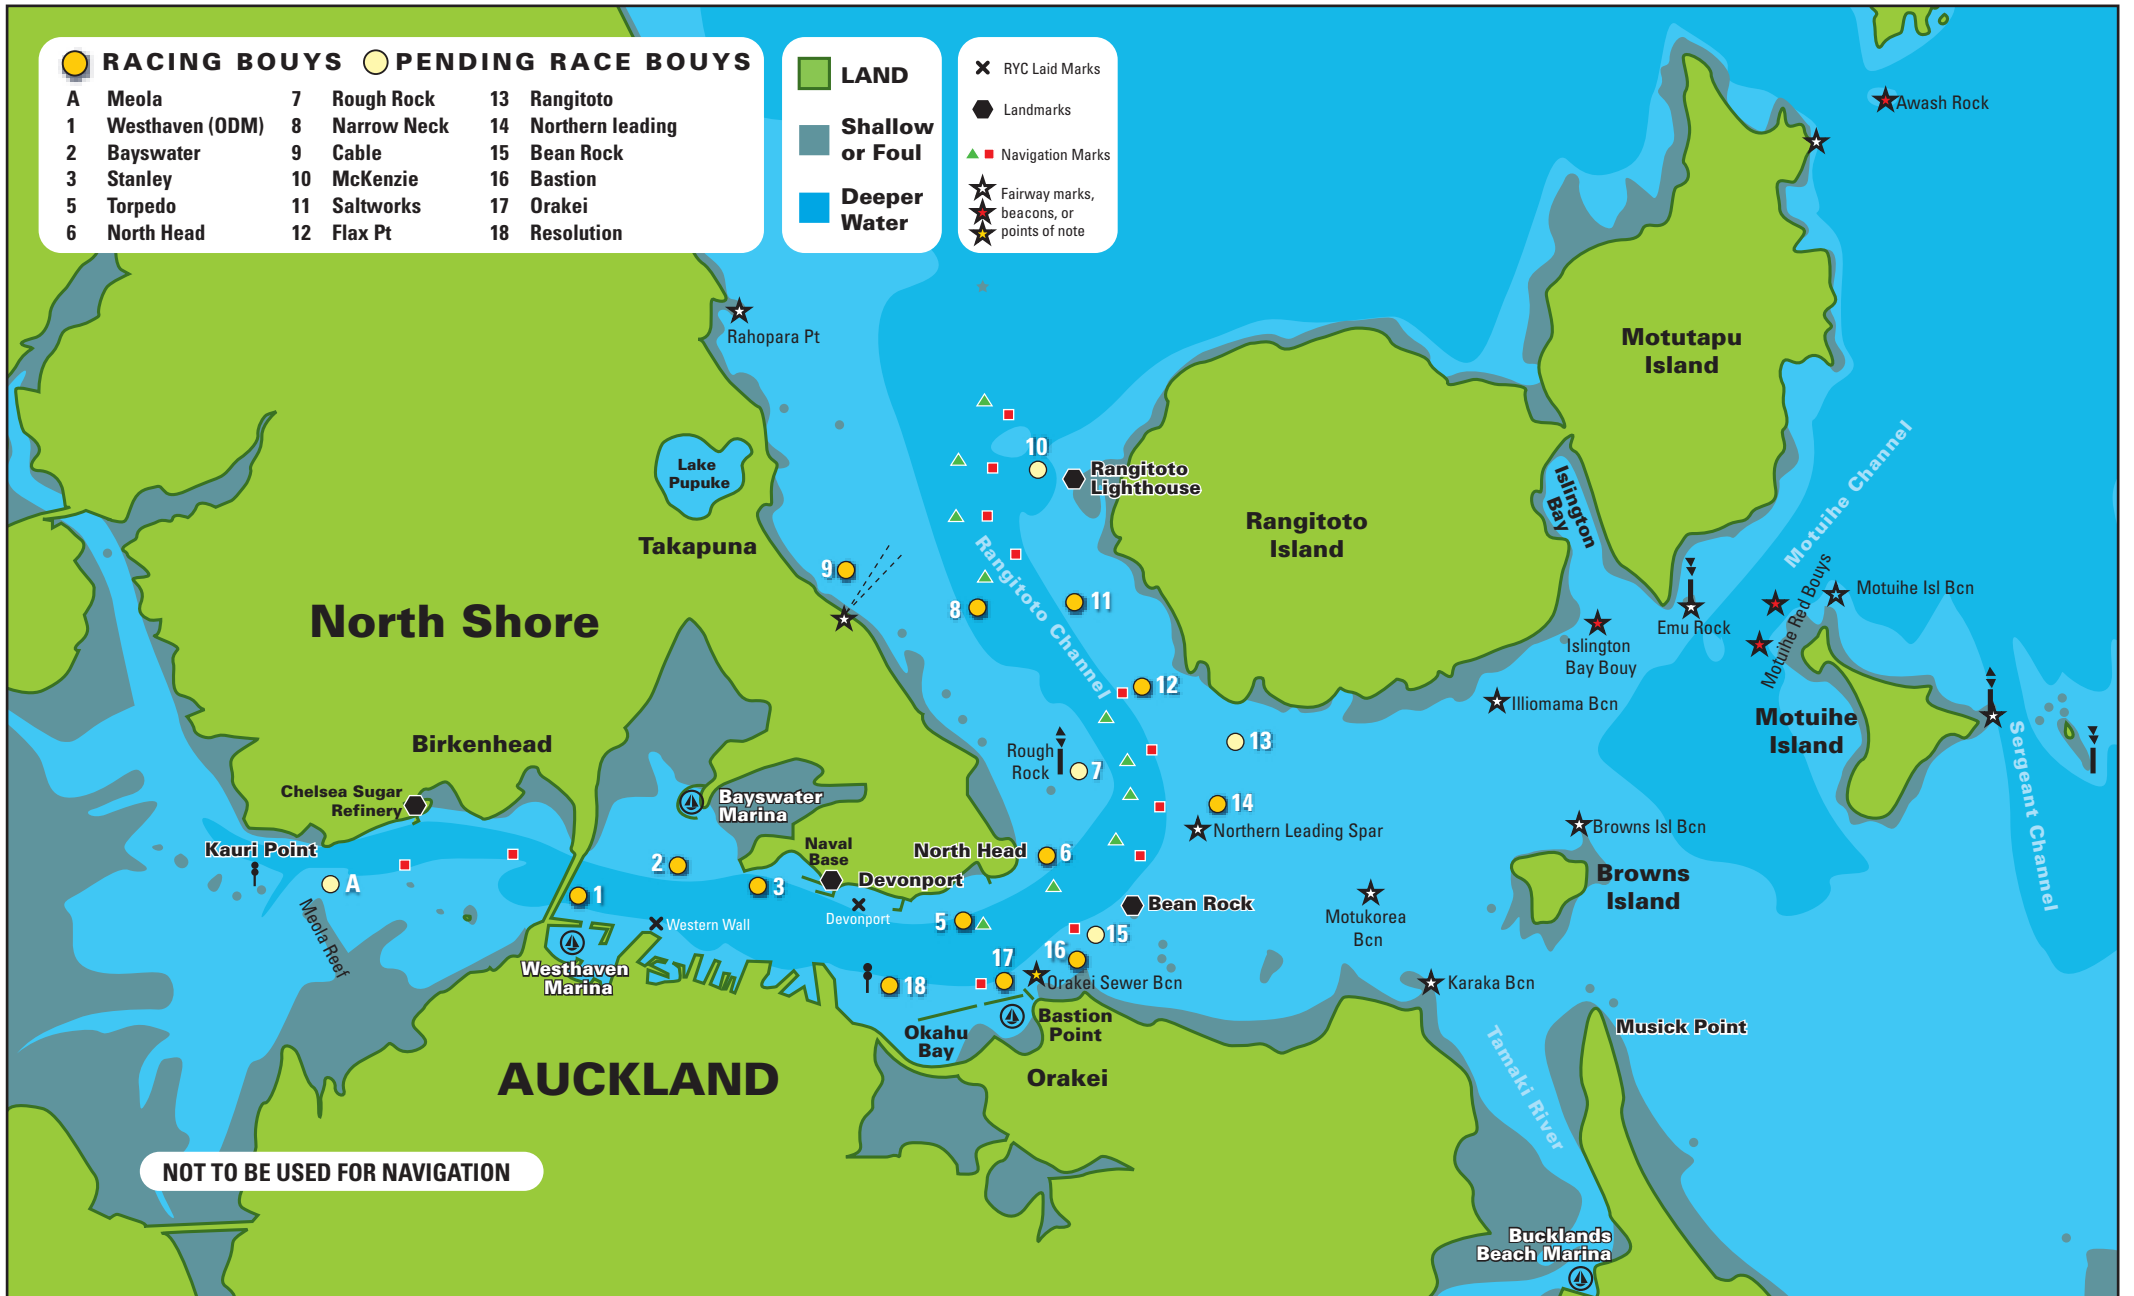 RACING BOUYS PENDING RACE BOUYS
A Meola 7 Rough Rock 13 Rangitoto
1 Westhaven (ODM) 8 Narrow Neck 14 Northern leading
2 Bayswater 9 Cable 15 Bean Rock
3 Stanley 10 McKenzie 16 Bastion
5 Torpedo 11 Saltworks 17 Orakei
6 North Head 12 Flax Pt 18 Resolution
LAND
Shallow
or Foul
Deeper
Water
RYC Laid Marks
Landmarks
Navigation Marks
Fairway marks,
beacons, or
points of note
Awash Rock
Rahopara Pt
Motutapu
Island
Lake
Pupuke
Takapuna
10
Rangitoto
Lighthouse
Rangitoto
Island
Islington
Bay
Motuihe Channel
Rangitoto Channel
9
8
11
North Shore
Motuihe Red Bouys
Motuihe Isl Bcn
Emu Rock
Islington
Bay Bouy
12
Illiomama Bcn
Motuihe
Island
Sergeant Channel
Birkenhead
Rough
Rock
7
13
Chelsea Sugar
Refinery
Bayswater
Marina
14
Northern Leading Spar
Browns Isl Bcn
Kauri Point
A
Meola Reef
2
3
Naval
Base
Devonport
North Head
6
1
Western Wall
Devonport
5
Bean Rock
15
16
17
18
Motukorea
Bcn
Browns
Island
Westhaven
Marina
Orakei Sewer Bcn
Karaka Bcn
Okahu
Bay
Bastion
Point
Orakei
Musick Point
Tamaki River
AUCKLAND
NOT TO BE USED FOR NAVIGATION
Bucklands
Beach Marina